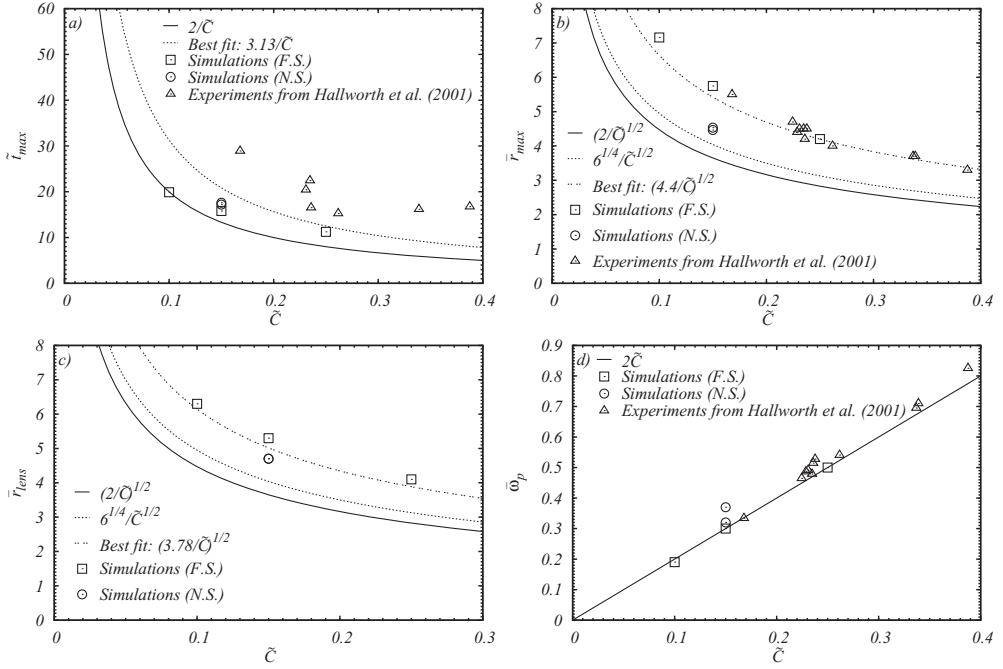 a)
2/C̃
Best fit: 3.13/C̃
Simulations (F.S.)
Simulations (N.S.)
Experiments from Hallworth et al. (2001)
t̃max
60
50
40
30
20
10
0
0 0.1 0.2 0.3 0.4
C̃
b)
(2/C̃)^1/2
6^1/4/C̃^1/2
Best fit: (4.4/C̃)^1/2
Simulations (F.S.)
Simulations (N.S.)
Experiments from Hallworth et al. (2001)
r̄max
8
7
6
5
4
3
2
1
0
0 0.1 0.2 0.3 0.4
C̃
c)
(2/C̃)^1/2
6^1/4/C̃^1/2
Best fit: (3.78/C̃)^1/2
Simulations (F.S.)
Simulations (N.S.)
r̄lens
8
7
6
5
4
3
2
1
0
0 0.1 0.2 0.3
C̃
d)
2C̃
Simulations (F.S.)
Simulations (N.S.)
Experiments from Hallworth et al. (2001)
ω̄p
0.9
0.8
0.7
0.6
0.5
0.4
0.3
0.2
0.1
0
0 0.1 0.2 0.3 0.4
C̃